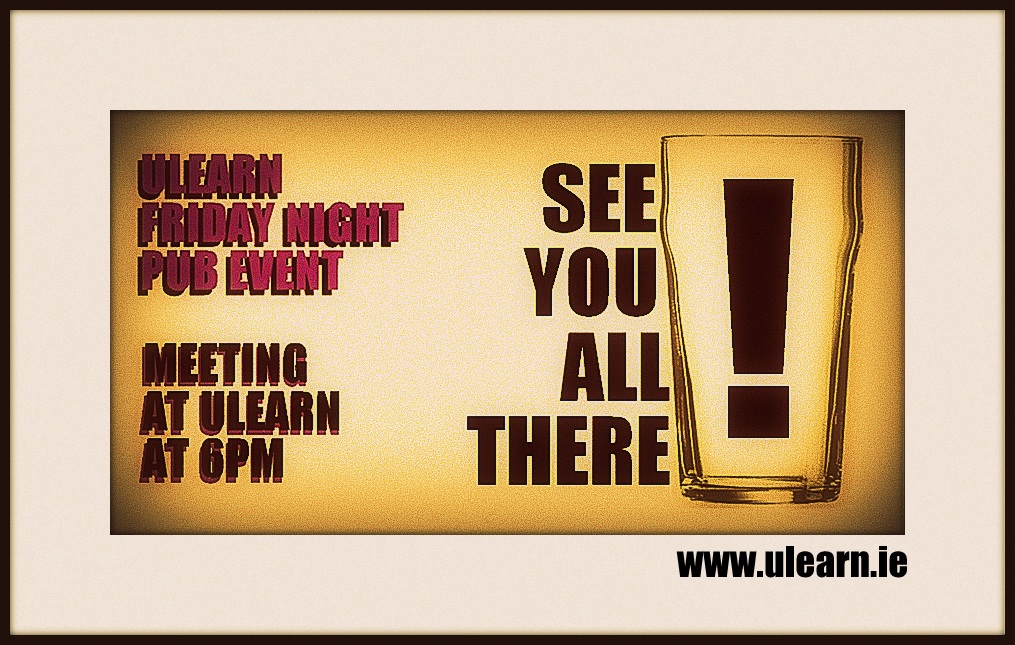 ULEARN
FRIDAY NIGHT
PUB EVENT
MEETING
AT ULEARN
AT 6PM
SEE
YOU
ALL
THERE
!
www.ulearn.ie